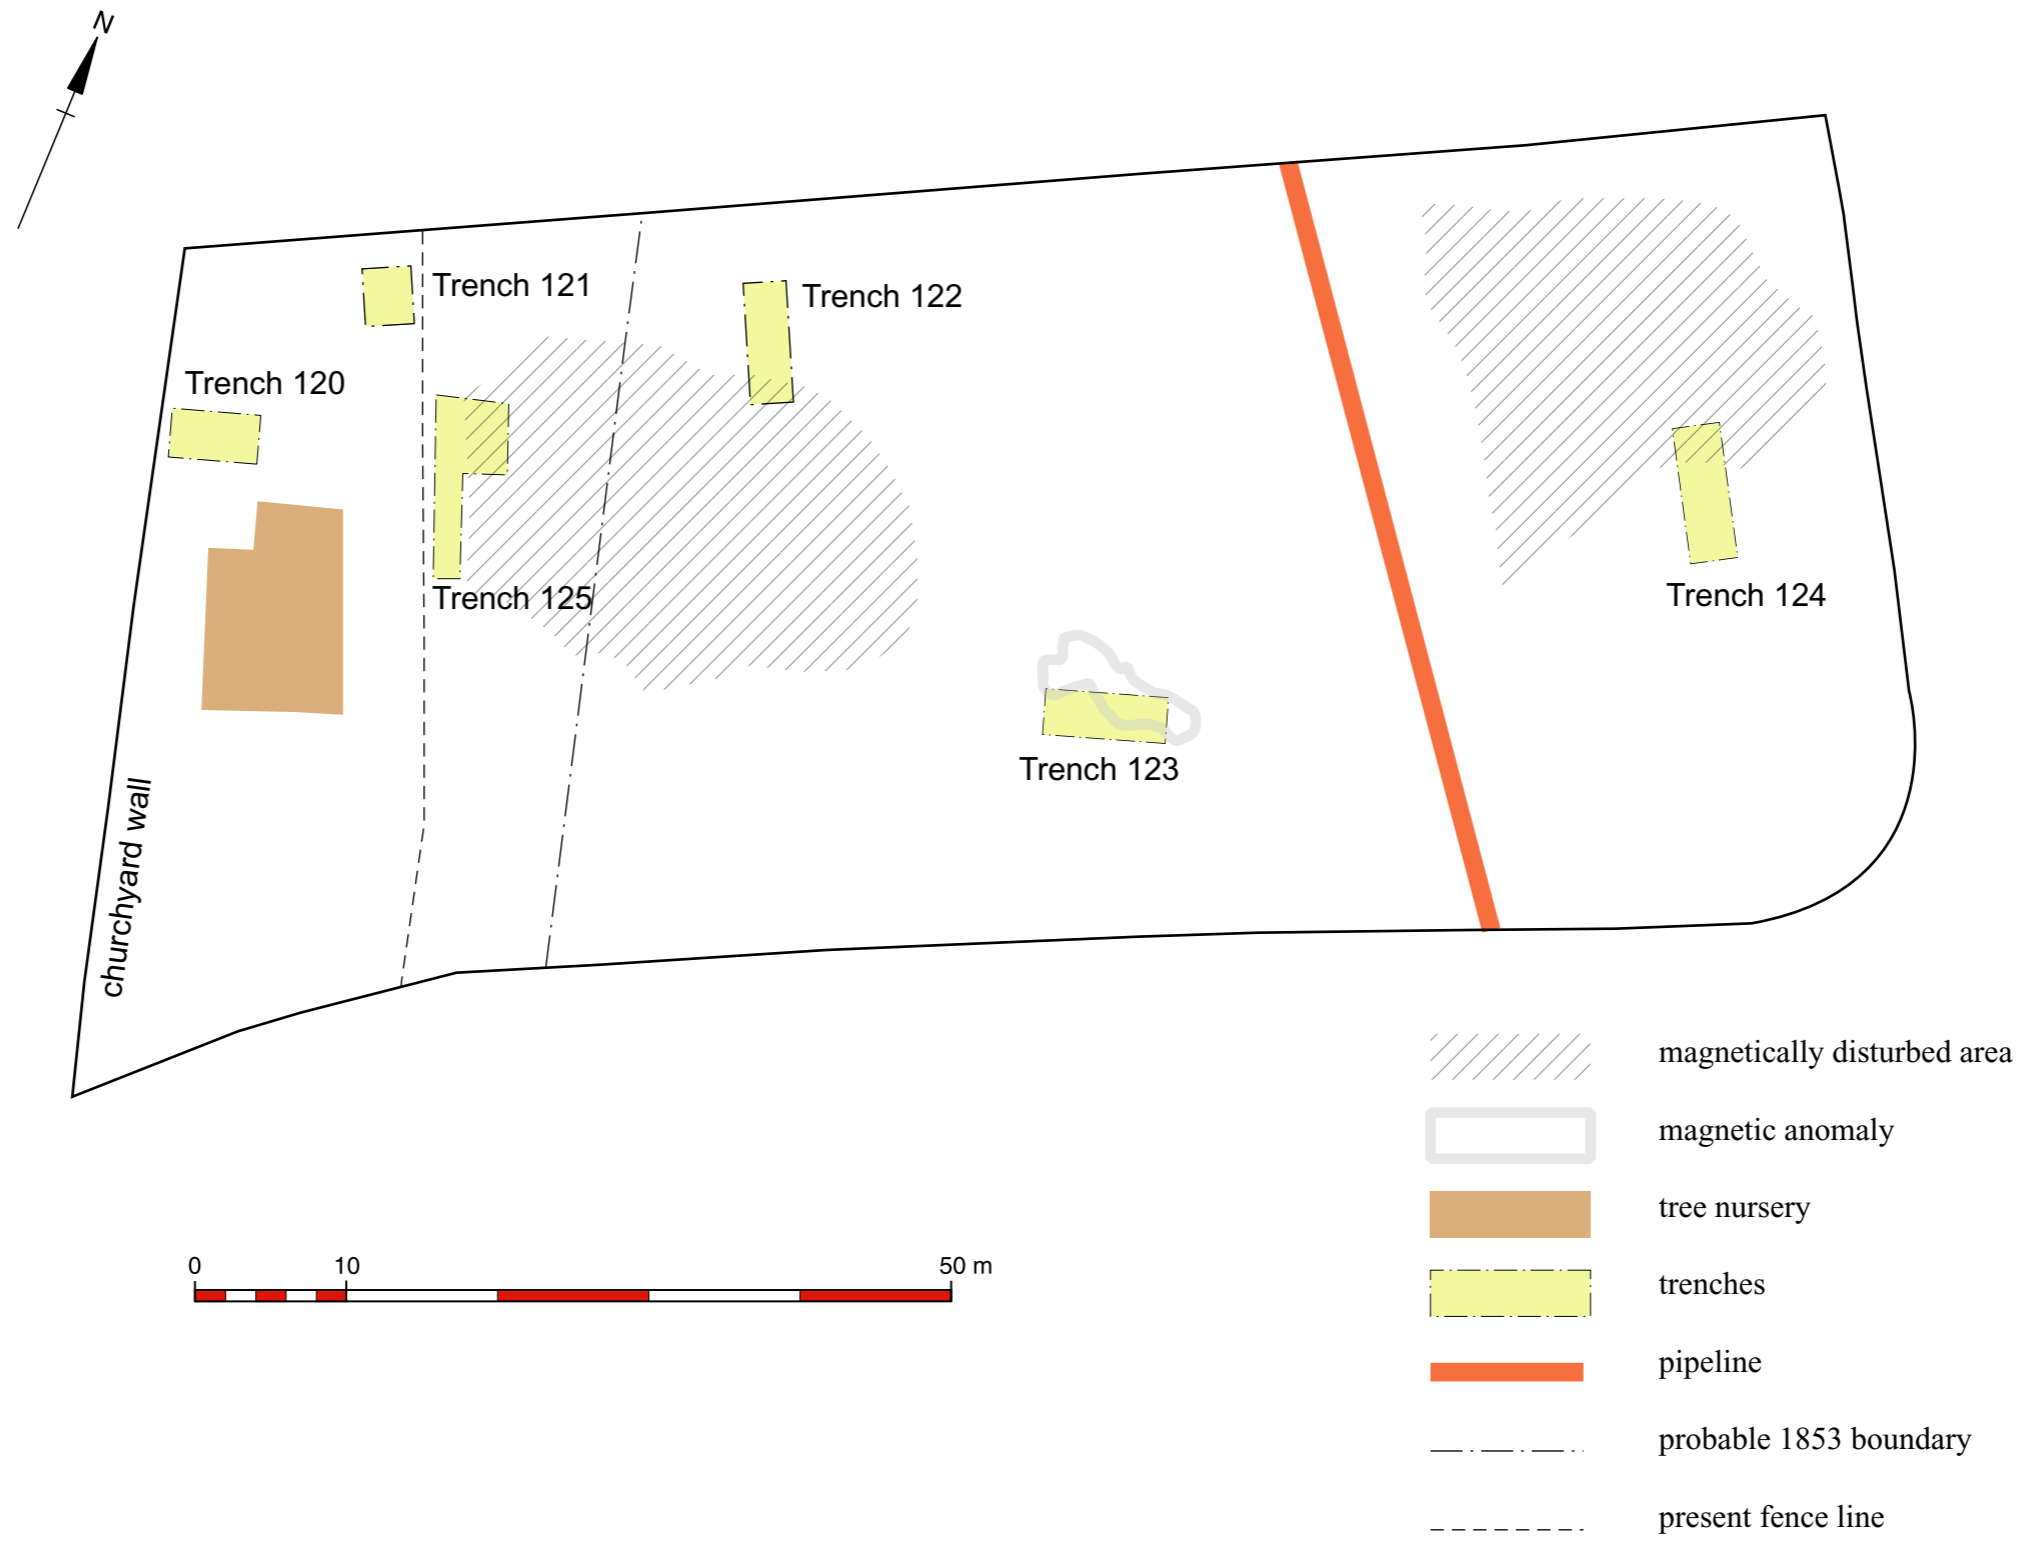 N
Trench 121
Trench 122
Trench 120
Trench 125
Trench 124
Trench 123
churchyard wall
magnetically disturbed area
magnetic anomaly
tree nursery
0 10 50 m
trenches
pipeline
probable 1853 boundary
present fence line